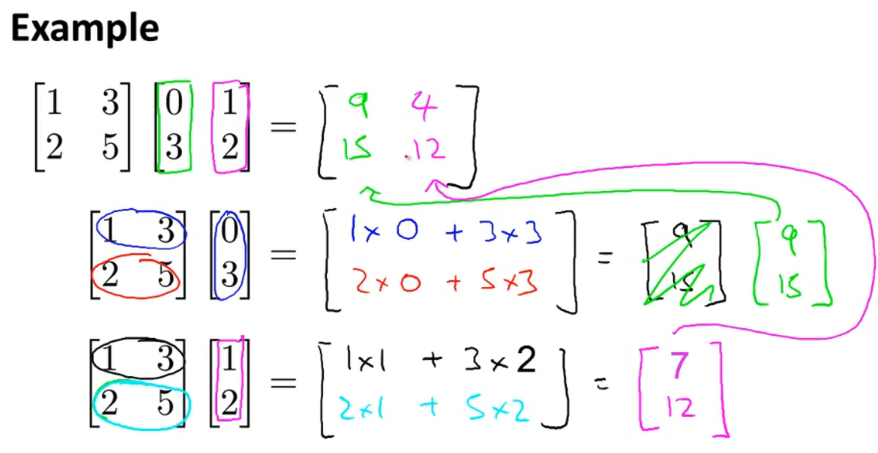 Example
[1 3; 2 5] [0 1; 3 2] = [9 4; 15 .12]
[1 3; 2 5] [0; 3] = [1×0 + 3×3; 2×0 + 5×3] = [9; 15] [9; 15]
[1 3; 2 5] [1; 2] = [1×1 + 3×2; 2×1 + 5×2] = [7; 12]